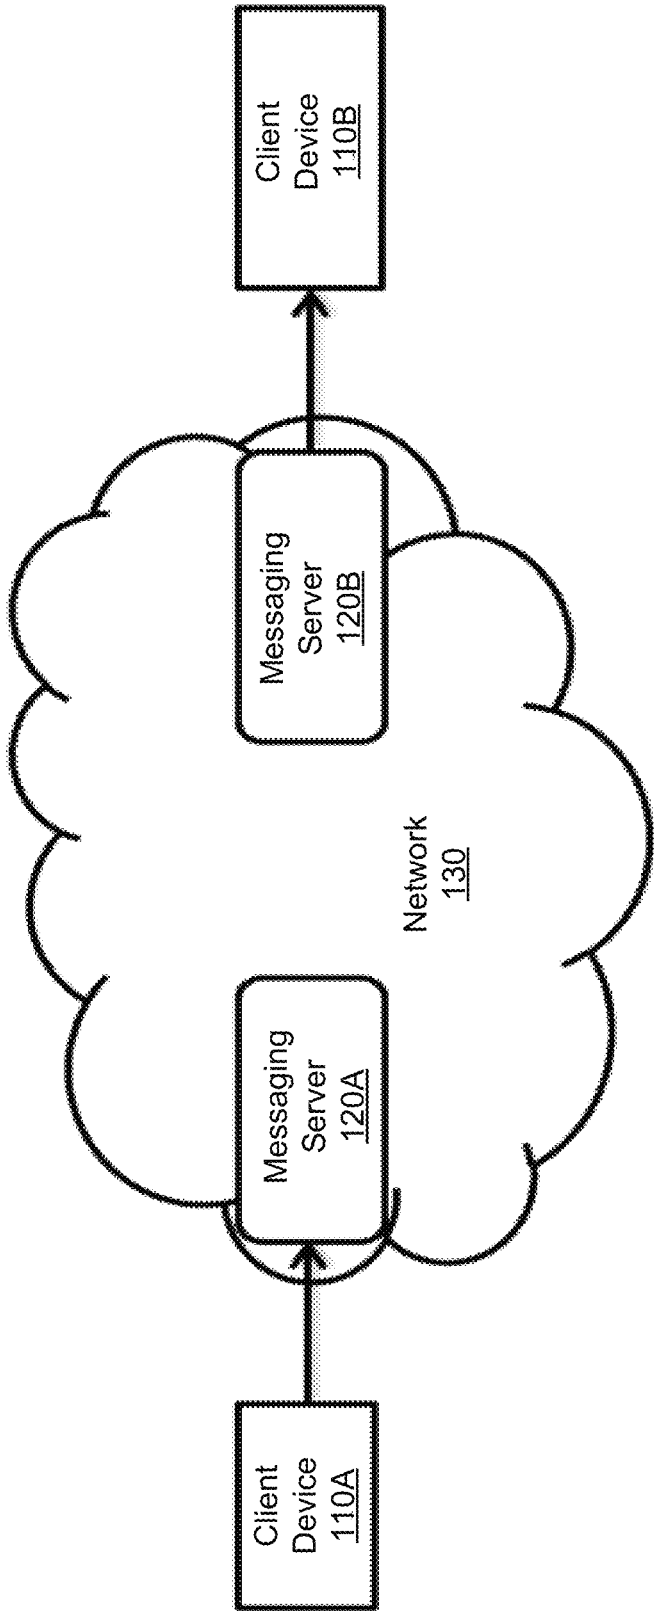 Client
Device
110A
Messaging
Server
120A
Network
130
Messaging
Server
120B
Client
Device
110B